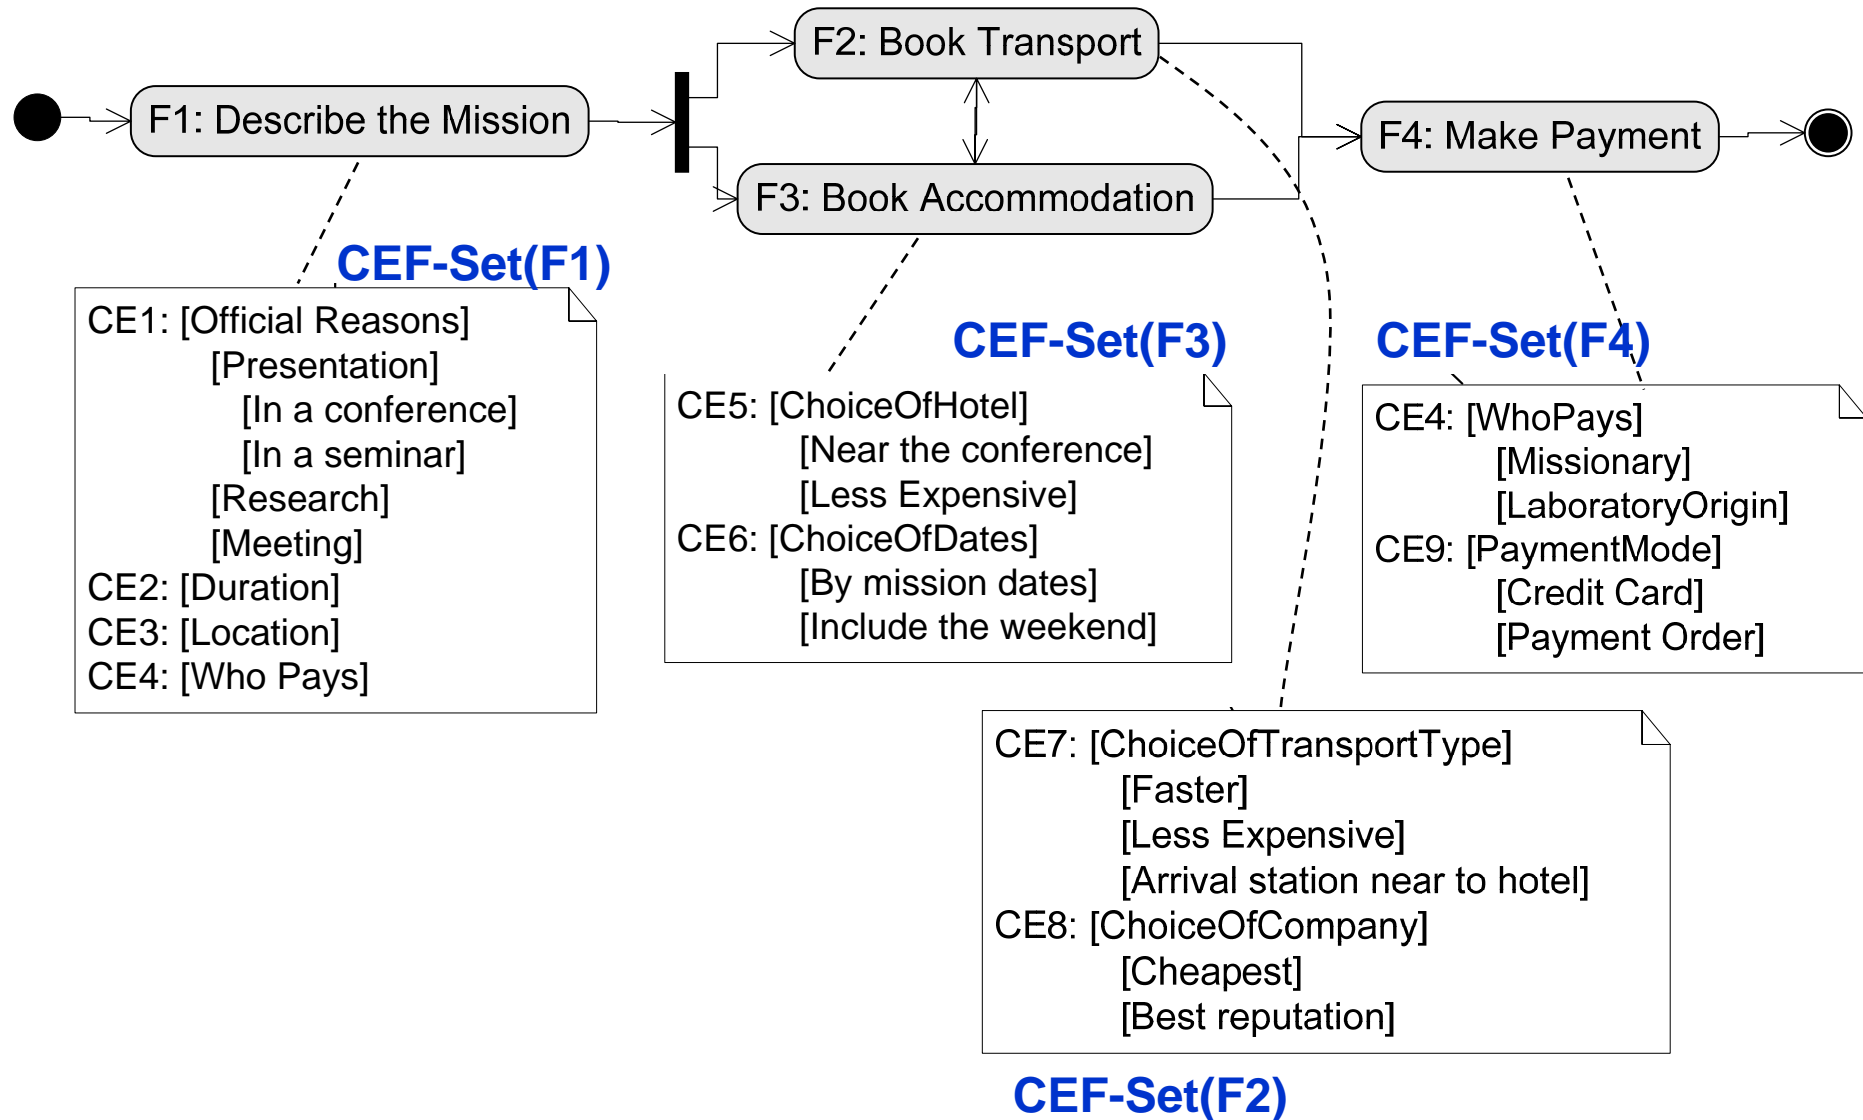 F1: Describe the Mission
F2: Book Transport
F3: Book Accommodation
F4: Make Payment
CEF-Set(F1)
CE1: [Official Reasons]
[Presentation]
[In a conference]
[In a seminar]
[Research]
[Meeting]
CE2: [Duration]
CE3: [Location]
CE4: [Who Pays]
CEF-Set(F3)
CE5: [ChoiceOfHotel]
[Near the conference]
[Less Expensive]
CE6: [ChoiceOfDates]
[By mission dates]
[Include the weekend]
CEF-Set(F4)
CE4: [WhoPays]
[Missionary]
[LaboratoryOrigin]
CE9: [PaymentMode]
[Credit Card]
[Payment Order]
CE7: [ChoiceOfTransportType]
[Faster]
[Less Expensive]
[Arrival station near to hotel]
CE8: [ChoiceOfCompany]
[Cheapest]
[Best reputation]
CEF-Set(F2)